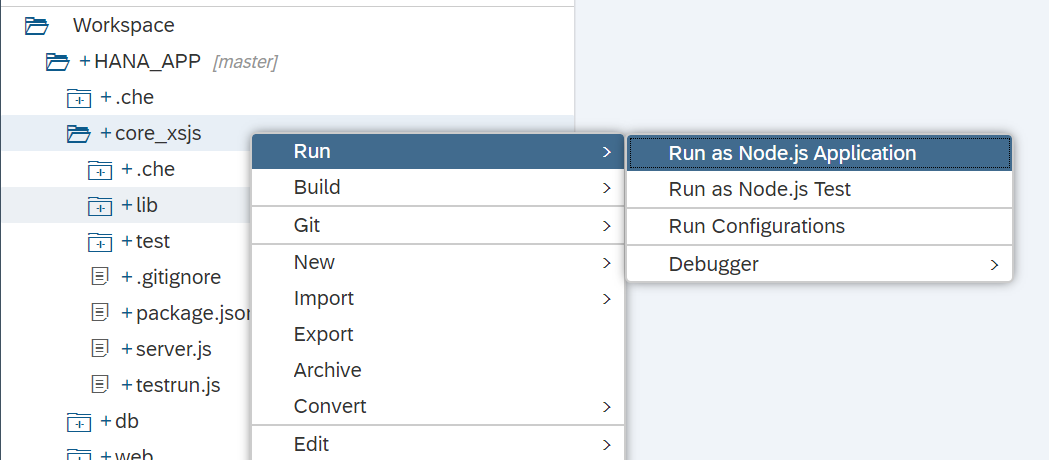 Workspace
+ HANA_APP [master]
+ .che
+ core_xsjs
+ .che
+ lib
+ test
+ .gitignore
+ package.json
+ server.js
+ testrun.js
+ db
+ web
Run
Build
Git
New
Import
Export
Archive
Convert
Edit
Run as Node.js Application
Run as Node.js Test
Run Configurations
Debugger